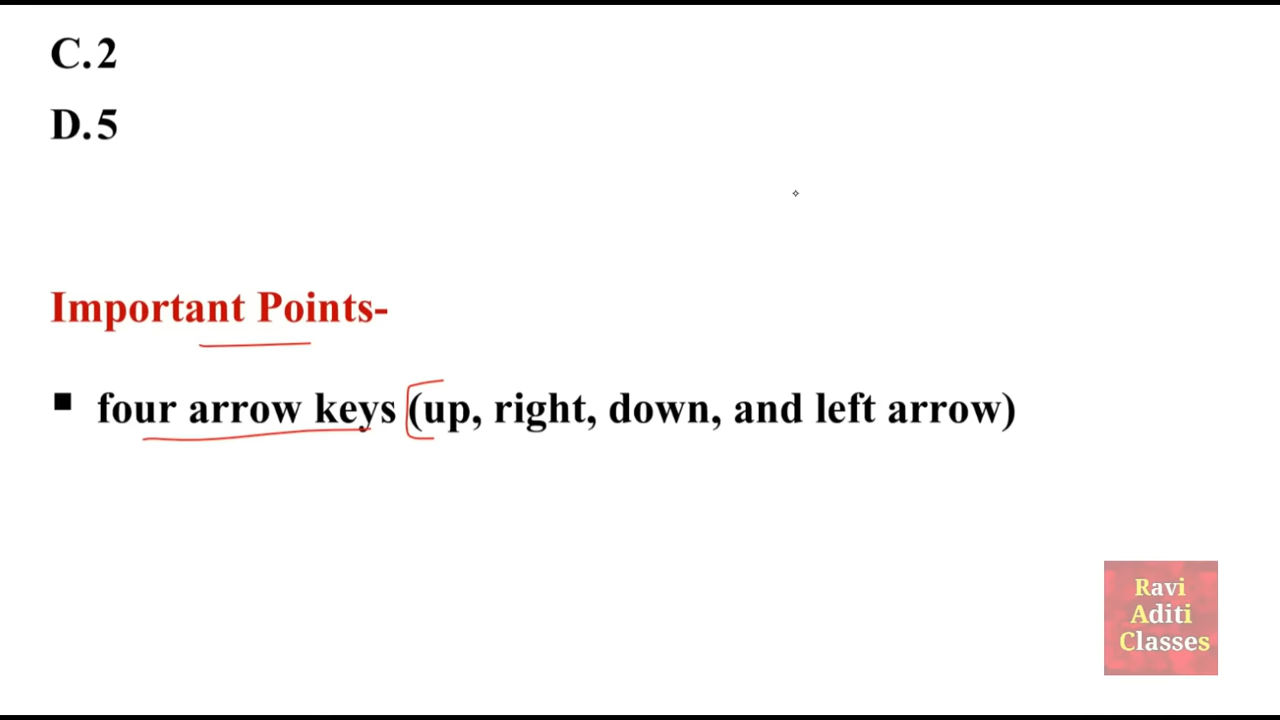 C.2
D.5
Important Points-
▪ four arrow keys (up, right, down, and left arrow)
Ravi
Aditi
Classes